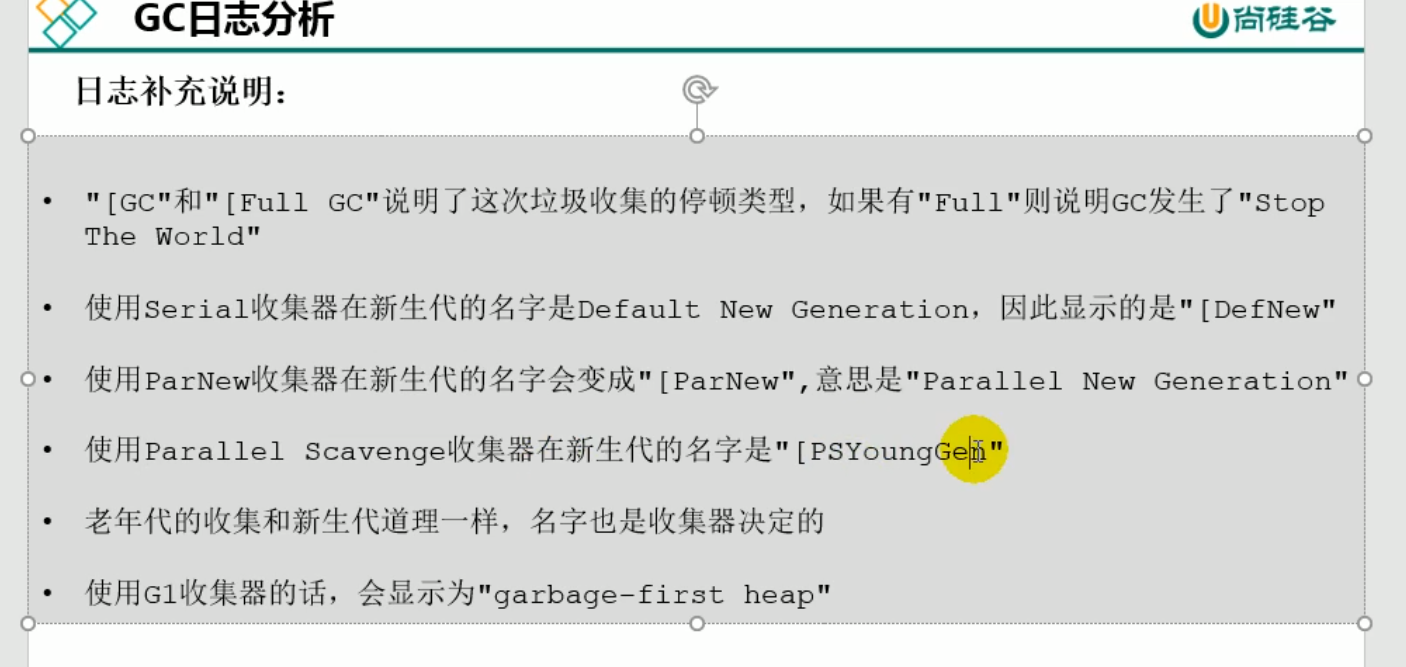 GC日志分析
尚硅谷
日志补充说明：
• "[GC"和"[Full GC"说明了这次垃圾收集的停顿类型，如果有"Full"则说明GC发生了"Stop
The World"
• 使用Serial收集器在新生代的名字是Default New Generation，因此显示的是"[DefNew"
• 使用ParNew收集器在新生代的名字会变成"[ParNew",意思是"Parallel New Generation"
• 使用Parallel Scavenge收集器在新生代的名字是"[PSYoungGen"
• 老年代的收集和新生代道理一样，名字也是收集器决定的
• 使用G1收集器的话，会显示为"garbage-first heap"